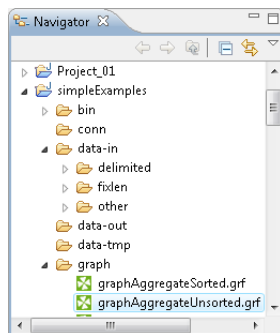 Navigator
Project_01
simpleExamples
bin
conn
data-in
delimited
fixlen
other
data-out
data-tmp
graph
graphAggregateSorted.grf
graphAggregateUnsorted.grf